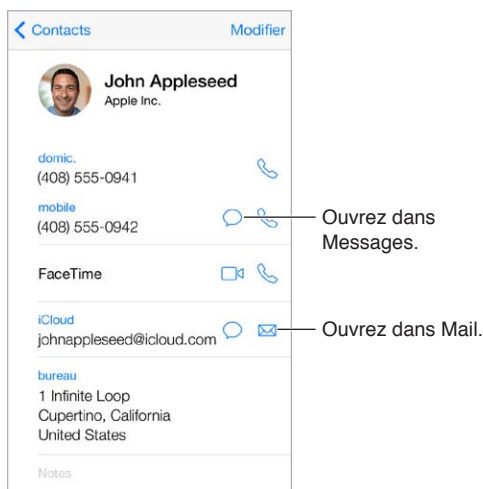 Contacts
Modifier
John Appleseed
Apple Inc.
domic.
(408) 555-0941
mobile
(408) 555-0942
Ouvrez dans
Messages.
FaceTime
iCloud
johnappleseed@icloud.com
Ouvrez dans Mail.
bureau
1 Infinite Loop
Cupertino, California
United States
Notes